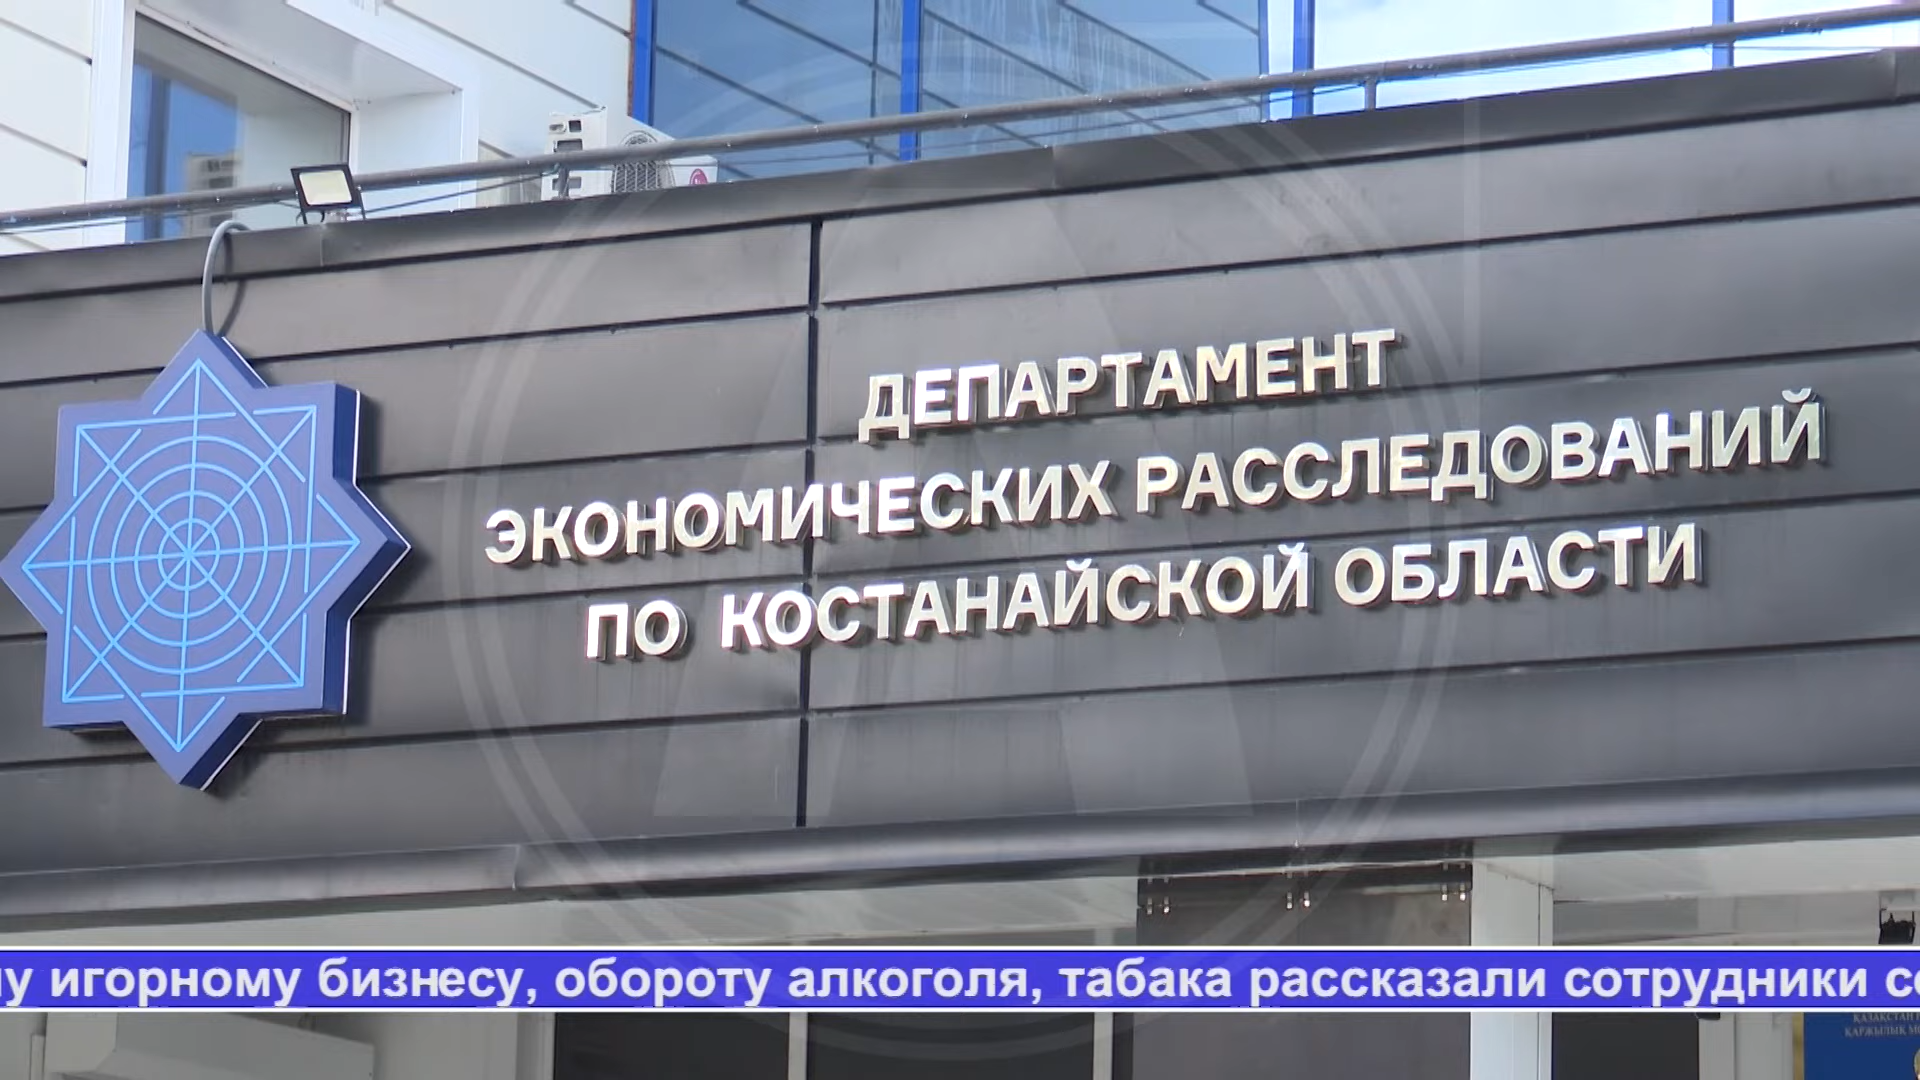 ДЕПАРТАМЕНТ
ЭКОНОМИЧЕСКИХ РАССЛЕДОВАНИЙ
ПО КОСТАНАЙСКОЙ ОБЛАСТИ
игорному бизнесу, обороту алкоголя, табака рассказали сотрудники